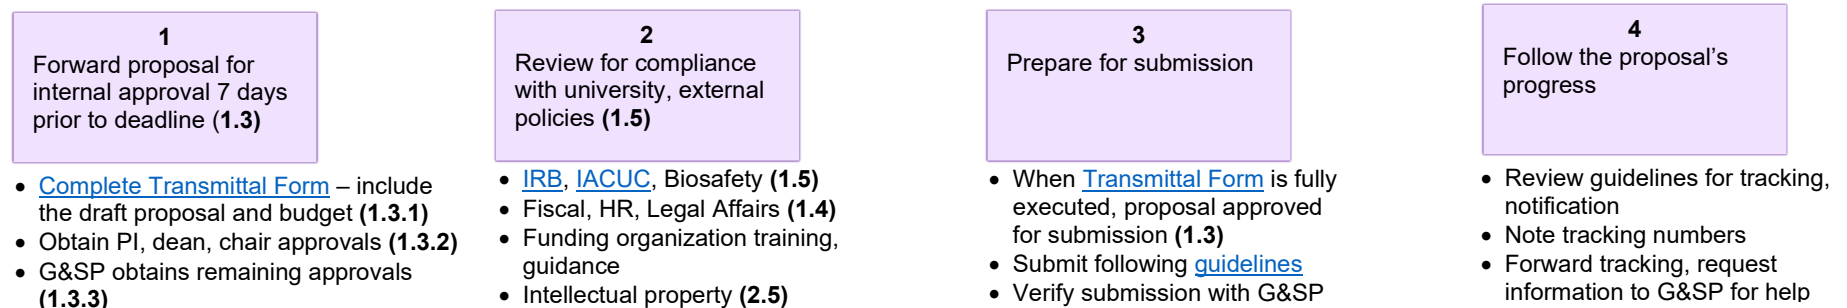 1
Forward proposal for
internal approval 7 days
prior to deadline (1.3)
• Complete Transmittal Form – include
the draft proposal and budget (1.3.1)
• Obtain PI, dean, chair approvals (1.3.2)
• G&SP obtains remaining approvals
(1.3.3)
2
Review for compliance
with university, external
policies (1.5)
• IRB, IACUC, Biosafety (1.5)
• Fiscal, HR, Legal Affairs (1.4)
• Funding organization training,
guidance
• Intellectual property (2.5)
3
Prepare for submission
• When Transmittal Form is fully
executed, proposal approved
for submission (1.3)
• Submit following guidelines
• Verify submission with G&SP
4
Follow the proposal’s
progress
• Review guidelines for tracking,
notification
• Note tracking numbers
• Forward tracking, request
information to G&SP for help